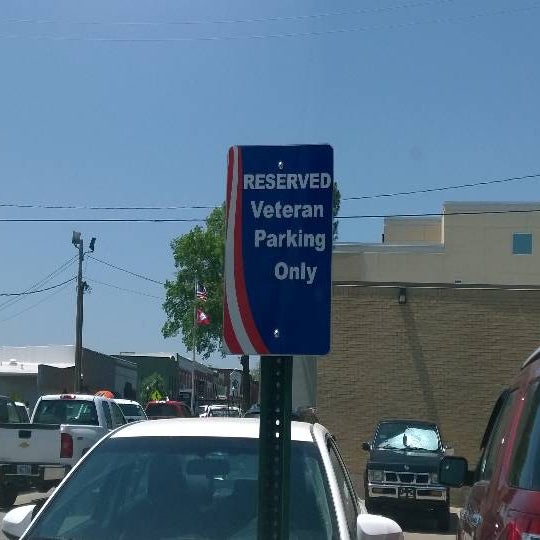 RESERVED
Veteran
Parking
Only